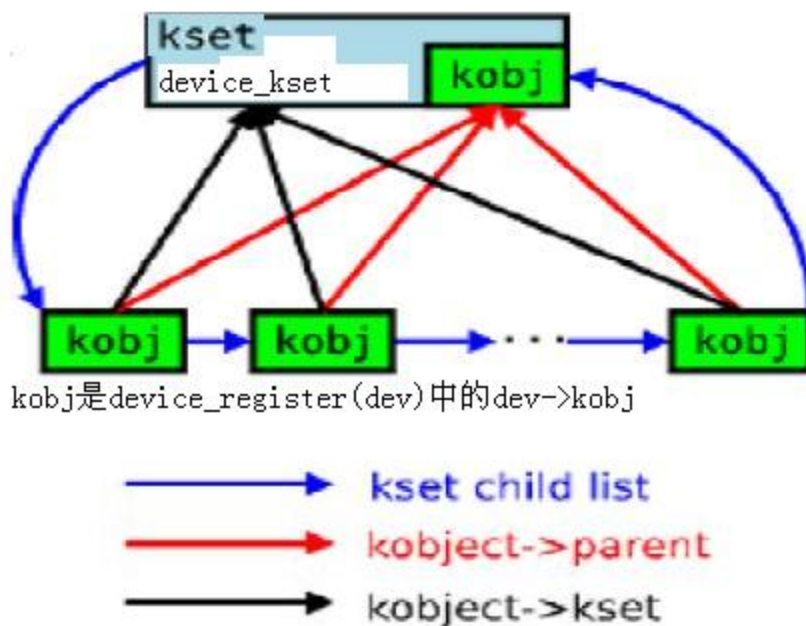 kset
device_kset
kobj
kobj kobj ... kobj
kobj是device_register(dev)中的dev->kobj
kset child list
kobject->parent
kobject->kset